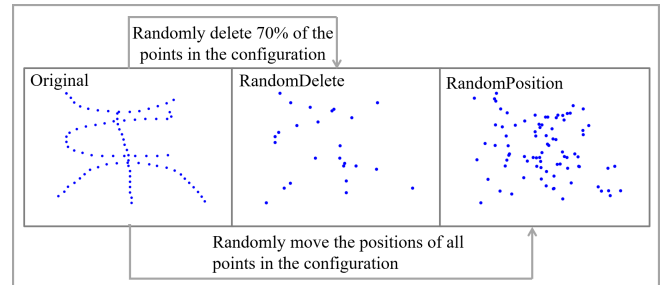 Randomly delete 70% of the
points in the configuration
Original
RandomDelete
RandomPosition
Randomly move the positions of all
points in the configuration